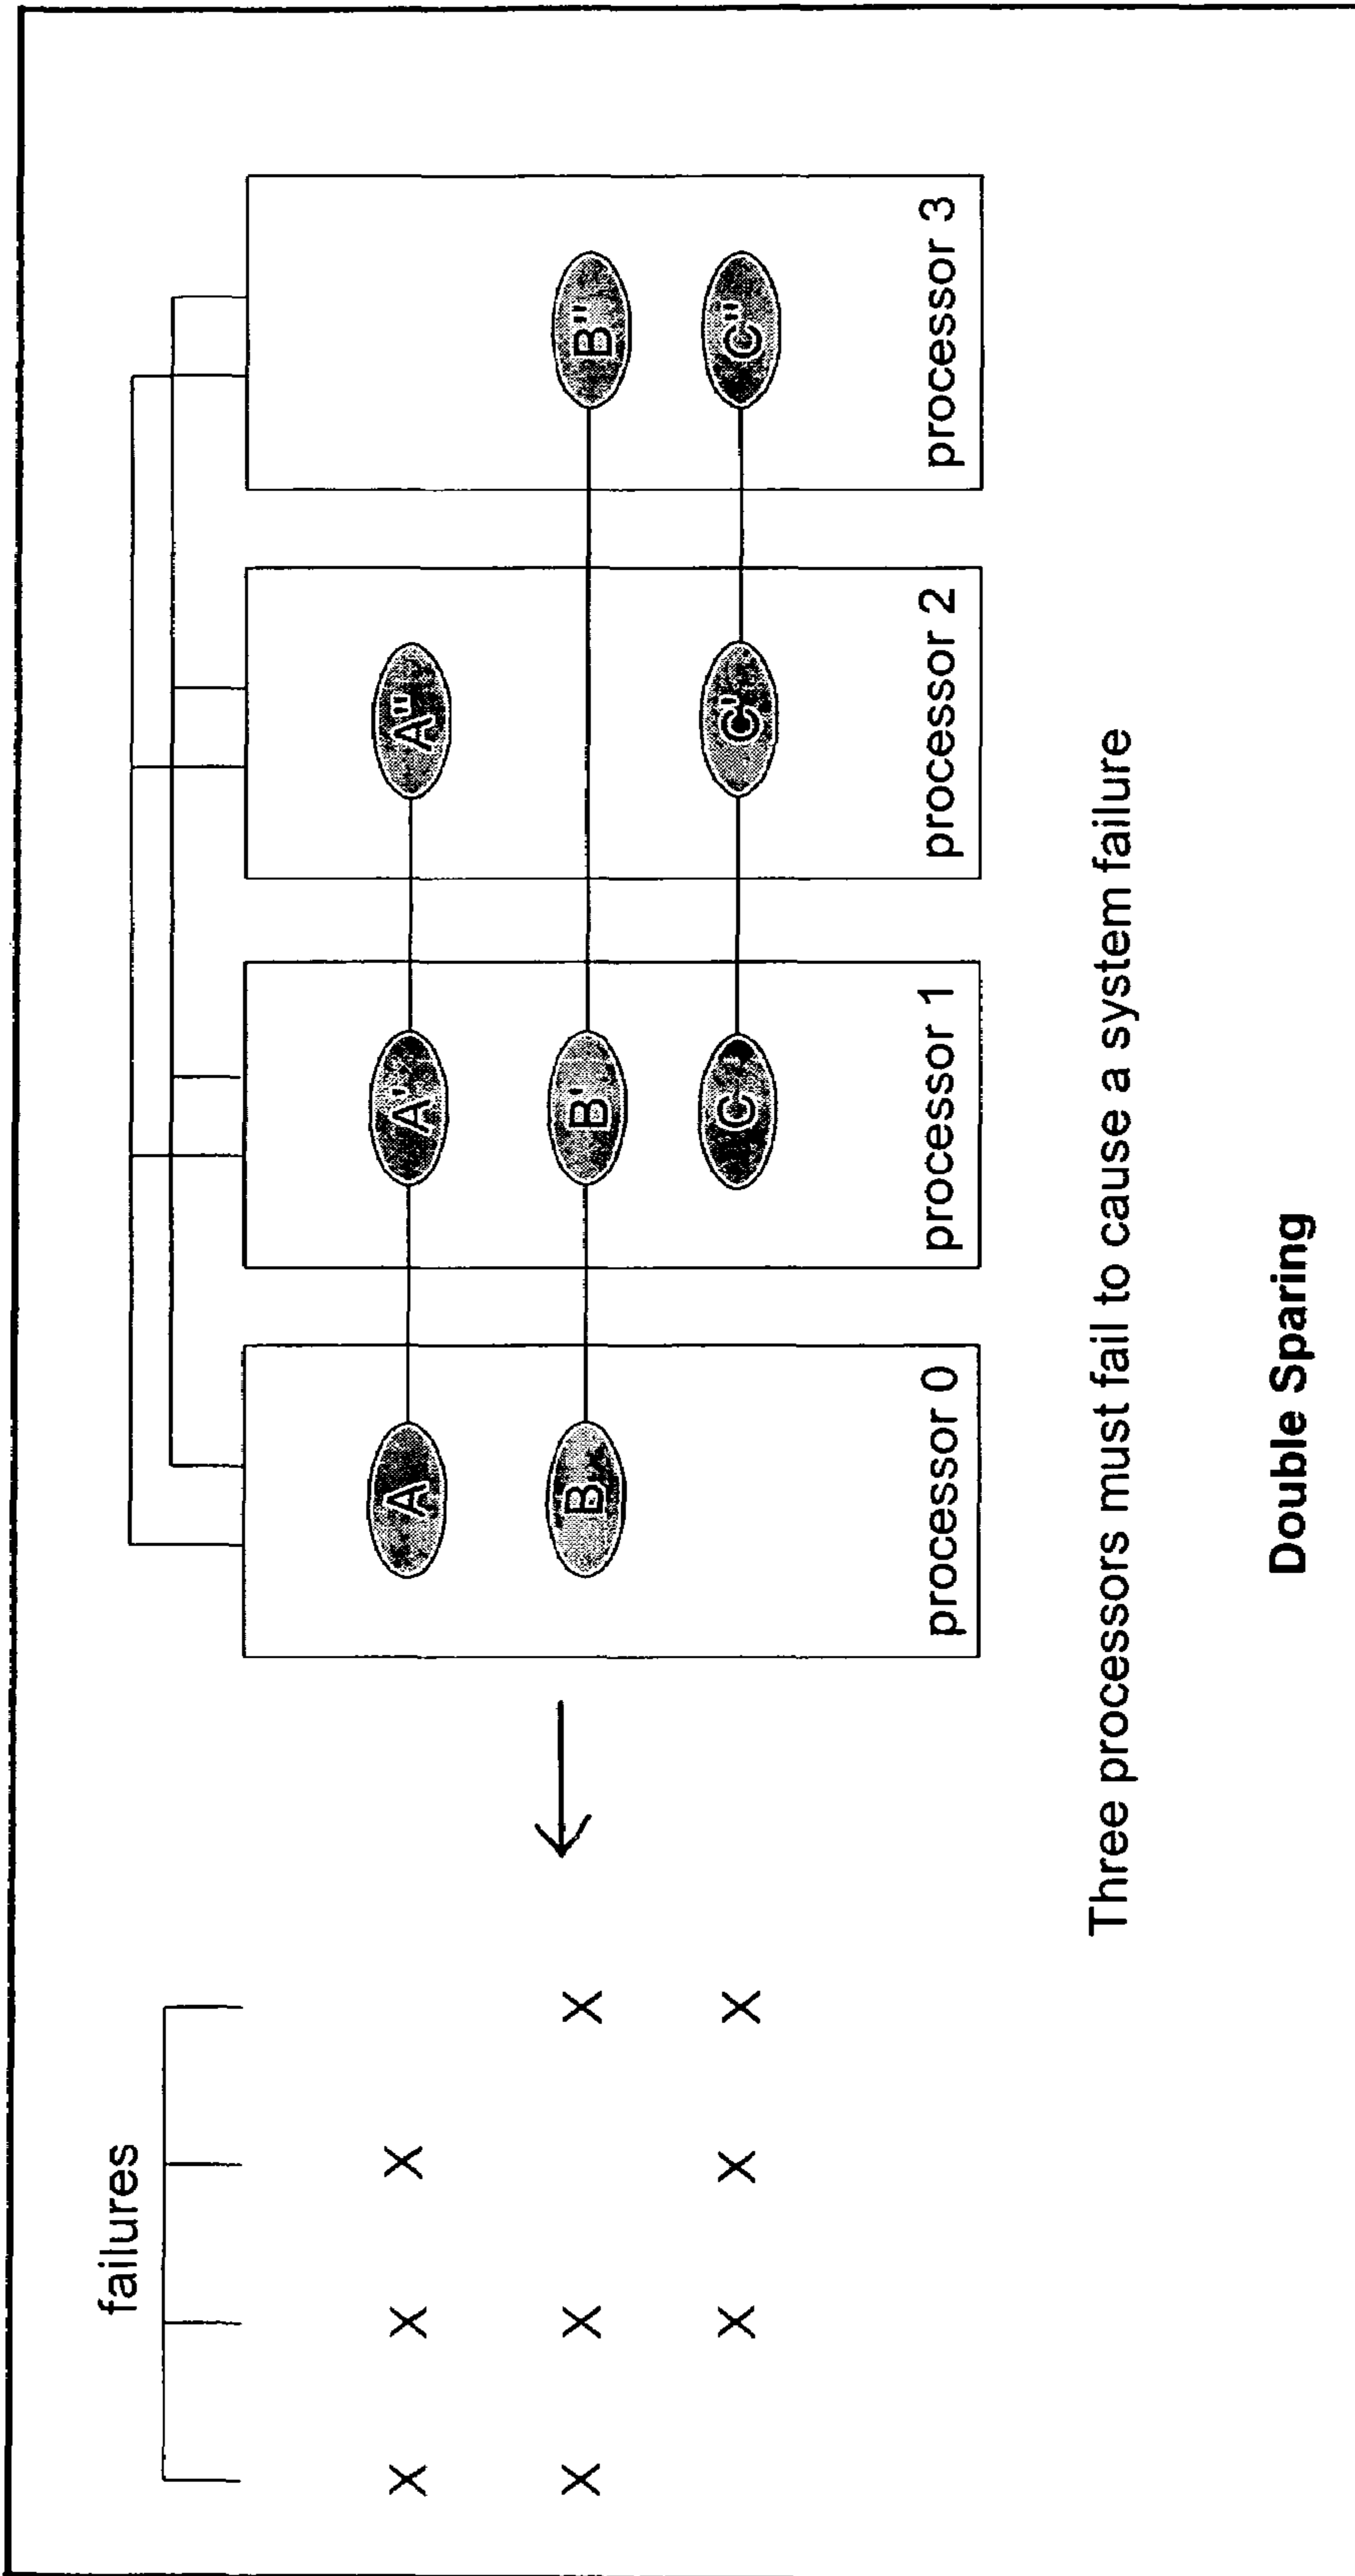 failures
X X X A A' A"
X X X B B' B"
X X X C C' C"
processor 0 processor 1 processor 2 processor 3
Three processors must fail to cause a system failure
Double Sparing